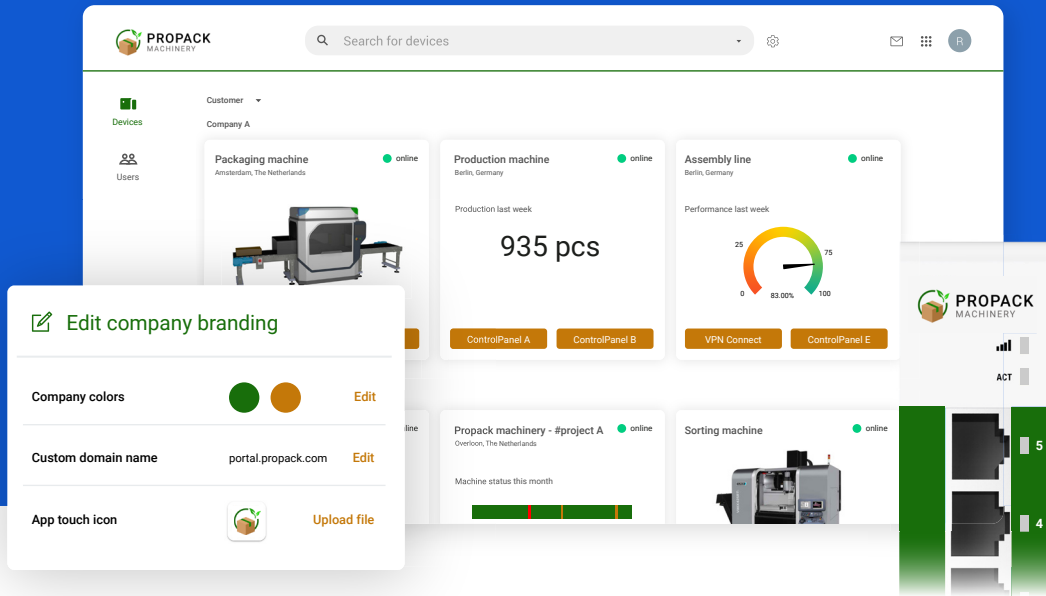 PROPACK
MACHINERY
Search for devices
R
Devices
Users
Customer
Company A
Packaging machine
online
Amsterdam, The Netherlands
Production machine
online
Berlin, Germany
Production last week
935 pcs
ControlPanel A
ControlPanel B
Assembly line
online
Berlin, Germany
Performance last week
25
75
0
83.00%
100
VPN Connect
ControlPanel E
line
Propack machinery - #project A
online
Overloon, The Netherlands
Machine status this month
Sorting machine
online
Edit company branding
Company colors
Edit
Custom domain name
portal.propack.com
Edit
App touch icon
Upload file
PROPACK
MACHINERY
ACT
5
4